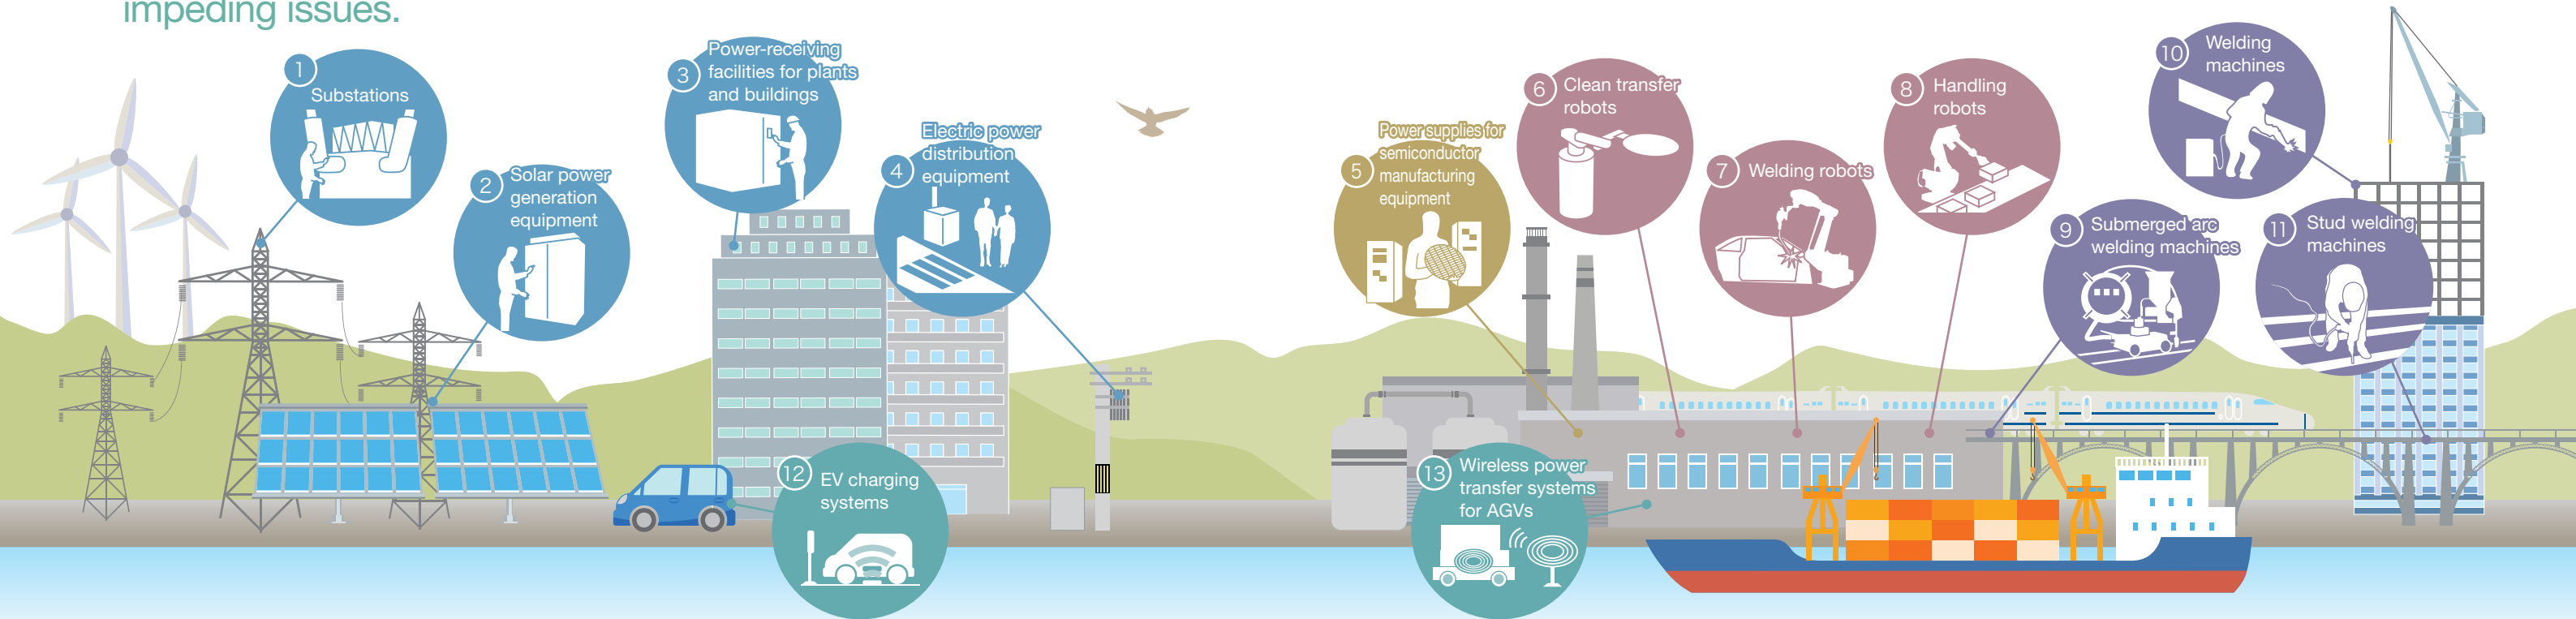 impeding issues.
1
Substations
2
Solar power
generation
equipment
3
Power-receiving
facilities for plants
and buildings
4
Electric power
distribution
equipment
5
Power supplies for
semiconductor
manufacturing
equipment
6
Clean transfer
robots
7
Welding robots
8
Handling
robots
9
Submerged arc
welding machines
10
Welding
machines
11
Stud welding
machines
12
EV charging
systems
13
Wireless power
transfer systems
for AGVs